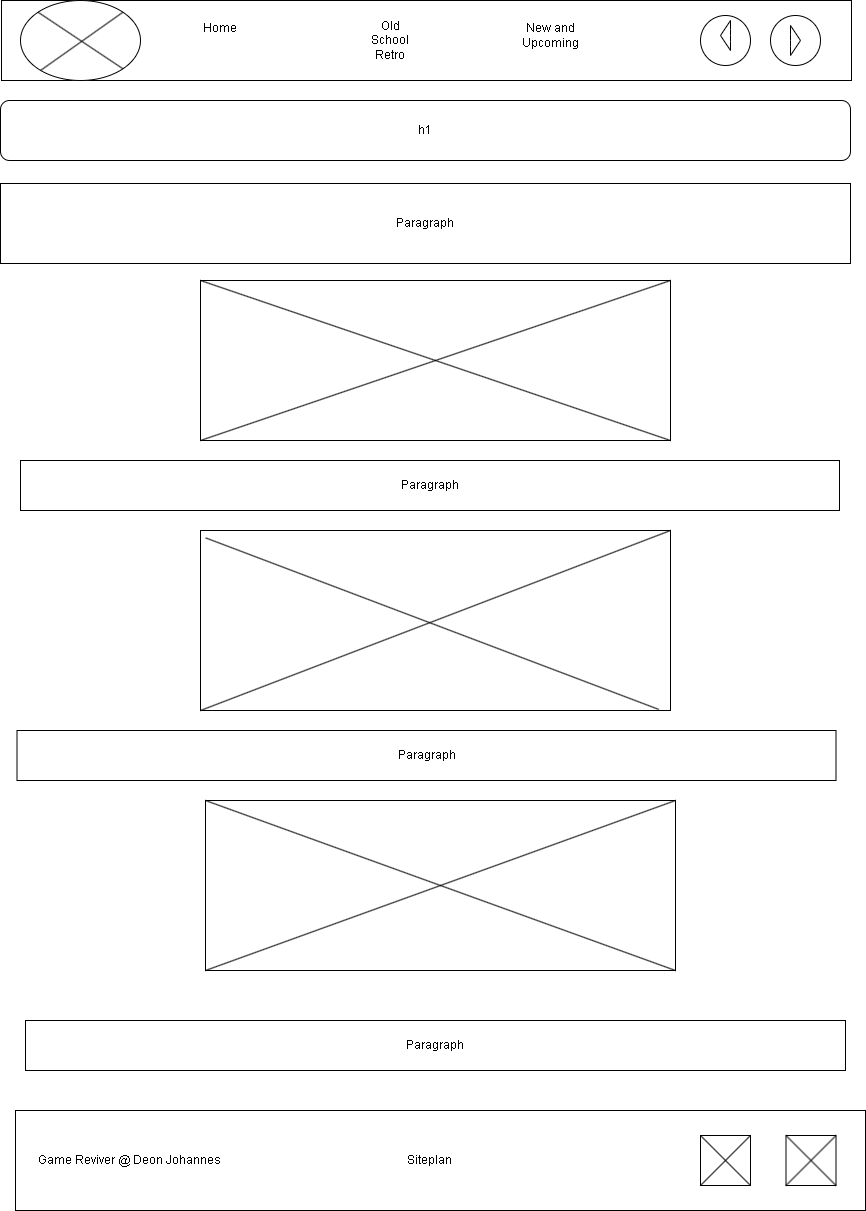 Home
Old
School
Retro
New and
Upcoming
h1
Paragraph
Paragraph
Paragraph
Paragraph
Game Reviver @ Deon Johannes
Siteplan